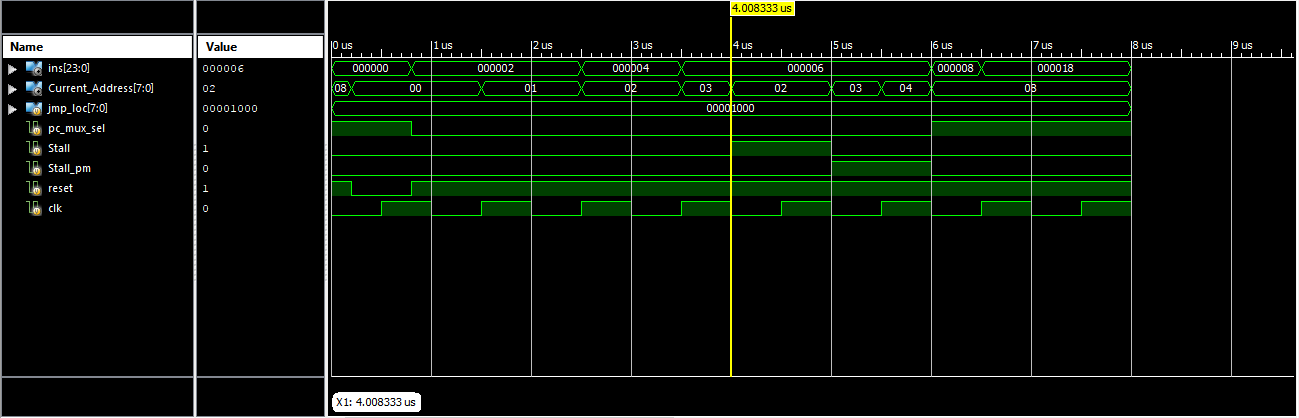 4.008333 us
Name Value 0 us 1 us 2 us 3 us 4 us 5 us 6 us 7 us 8 us 9 us
ins[23:0] 000006 000000 000002 000004 000006 000008 000018
Current_Address[7:0] 02 08 00 01 02 03 02 03 04 08
jmp_loc[7:0] 00001000 00001000
pc_mux_sel 0
Stall 1
Stall_pm 0
reset 1
clk 0
X1: 4.008333 us